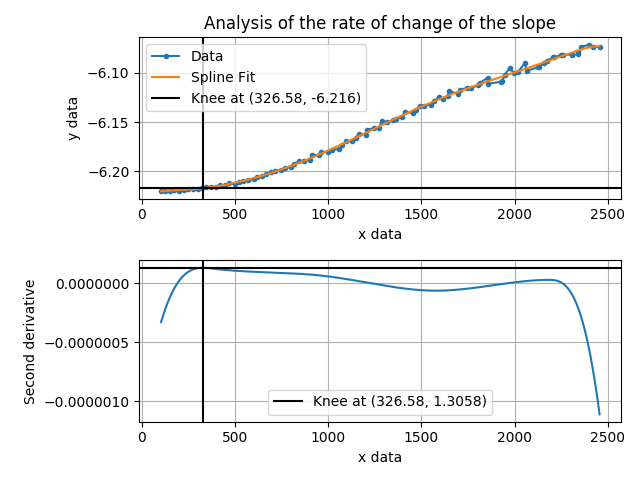 Analysis of the rate of change of the slope
Data
Spline Fit
Knee at (326.58, -6.216)
−6.10
−6.15
−6.20
y data
0 500 1000 1500 2000 2500
x data
0.0000000
−0.0000005
−0.0000010
Second derivative
Knee at (326.58, 1.3058)
0 500 1000 1500 2000 2500
x data